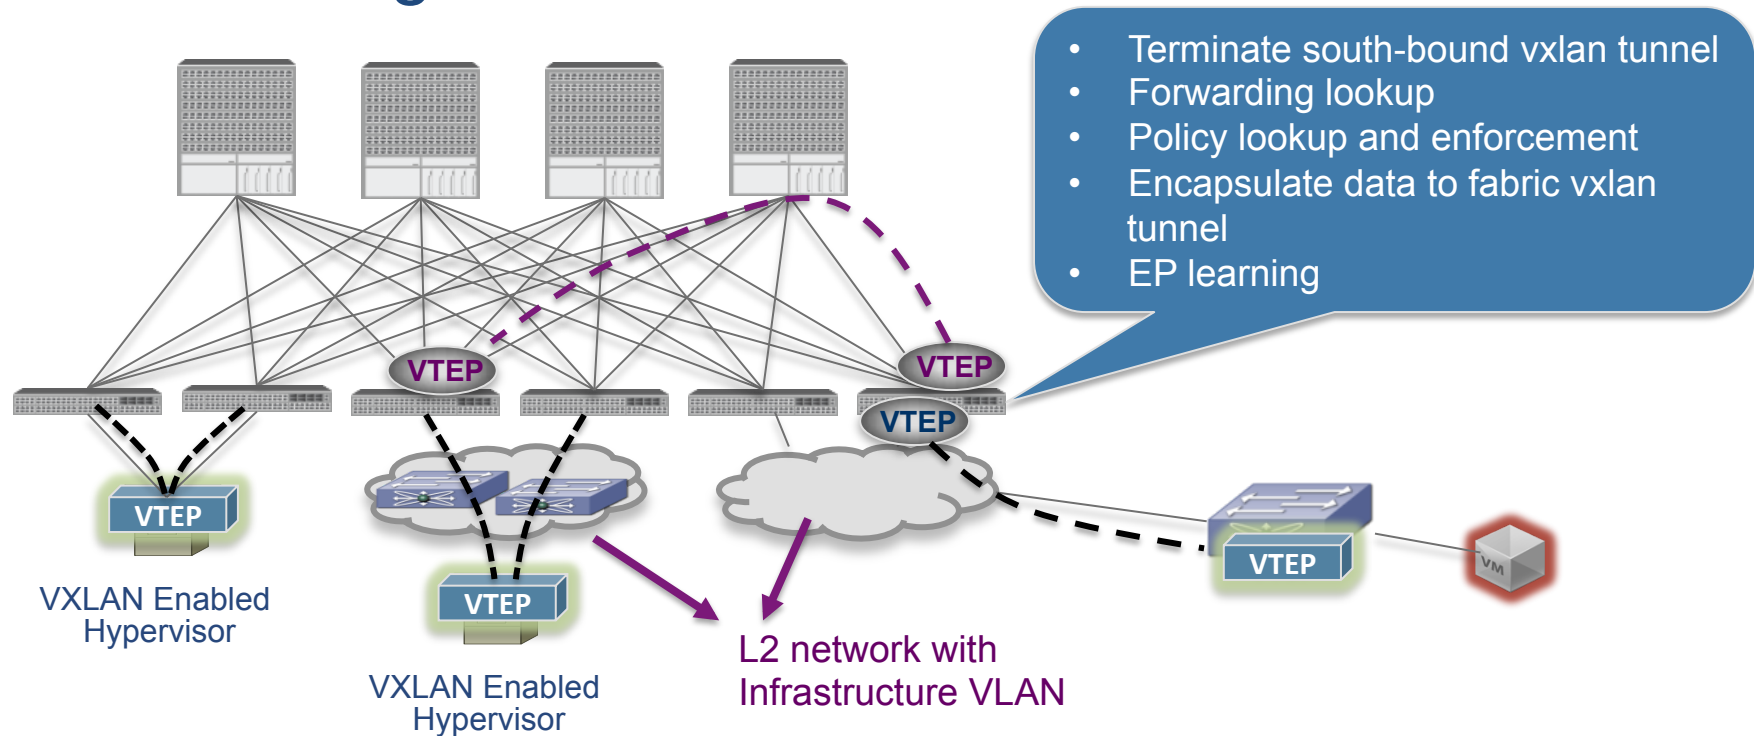 • Terminate south-bound vxlan tunnel
• Forwarding lookup
• Policy lookup and enforcement
• Encapsulate data to fabric vxlan
tunnel
• EP learning
VTEP
VTEP
VTEP
VTEP
VTEP
VTEP
VM
VXLAN Enabled
Hypervisor
VXLAN Enabled
Hypervisor
L2 network with
Infrastructure VLAN